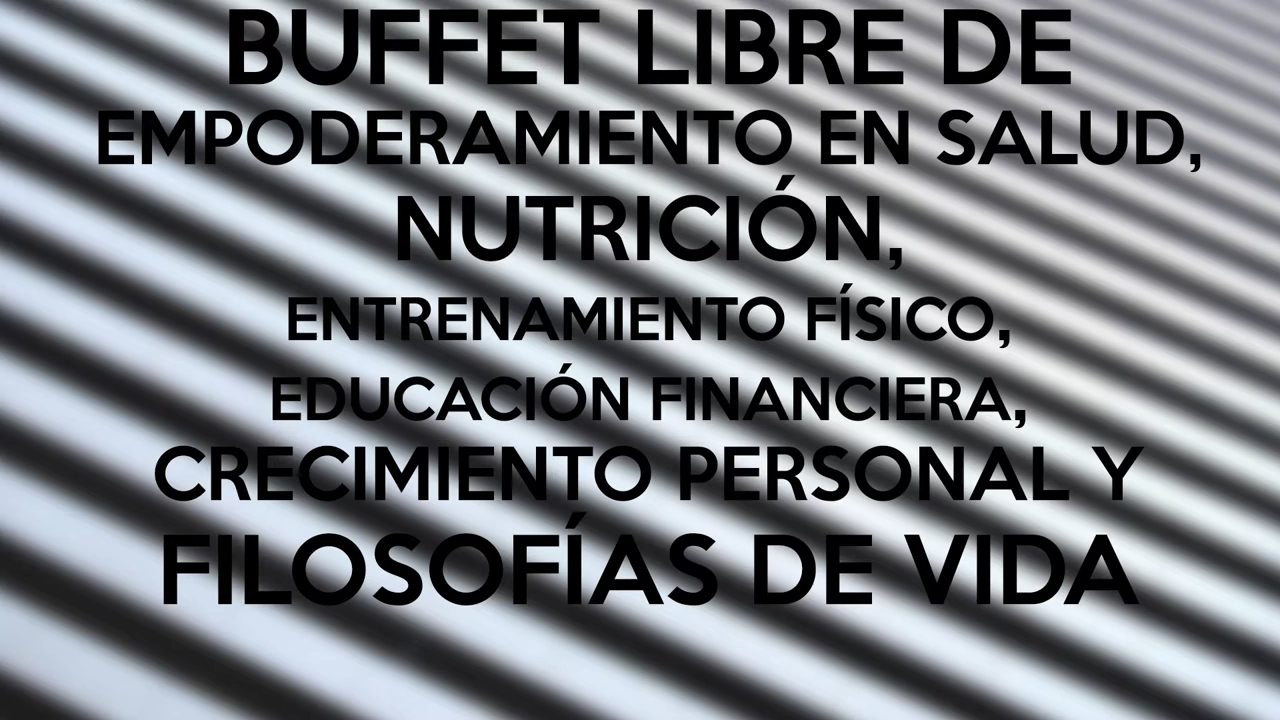 BUFFET LIBRE DE
EMPODERAMIENTO EN SALUD,
NUTRICIÓN,
ENTRENAMIENTO FÍSICO,
EDUCACIÓN FINANCIERA,
CRECIMIENTO PERSONAL Y
FILOSOFÍAS DE VIDA